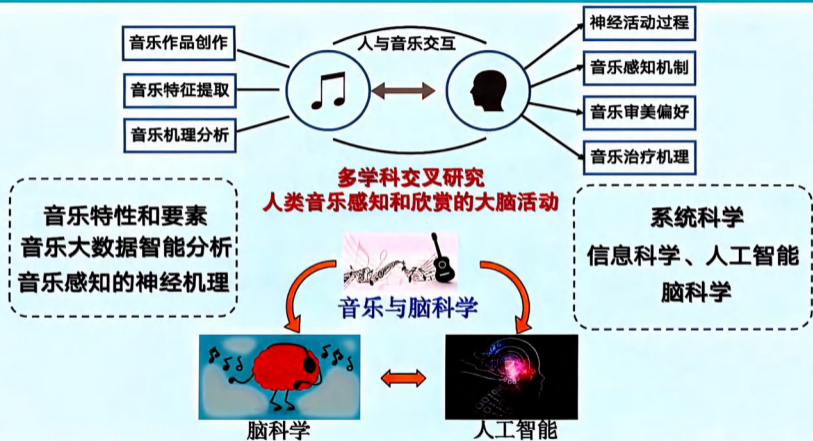 音乐作品创作
音乐特征提取
音乐机理分析
人与音乐交互
神经活动过程
音乐感知机制
音乐审美偏好
音乐治疗机理
多学科交叉研究
人类音乐感知和欣赏的大脑活动
音乐特性和要素
音乐大数据智能分析
音乐感知的神经机理
系统科学
信息科学、人工智能
脑科学
音乐与脑科学
脑科学
人工智能